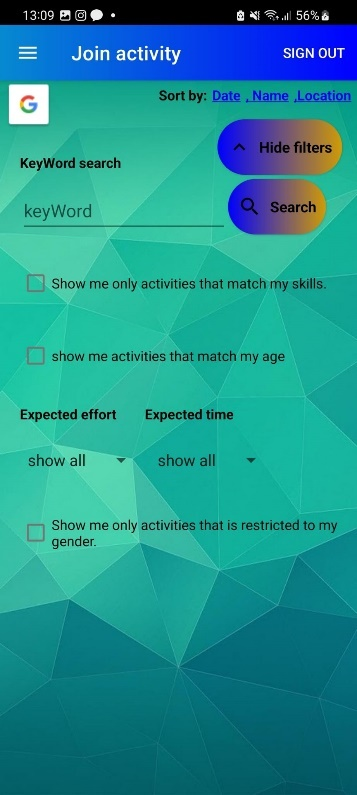 13:09 56%
Join activity SIGN OUT
Sort by: Date , Name ,Location
Hide filters
KeyWord search
keyWord
Search
Show me only activities that match my skills.
show me activities that match my age
Expected effort Expected time
show all show all
Show me only activities that is restricted to my
gender.